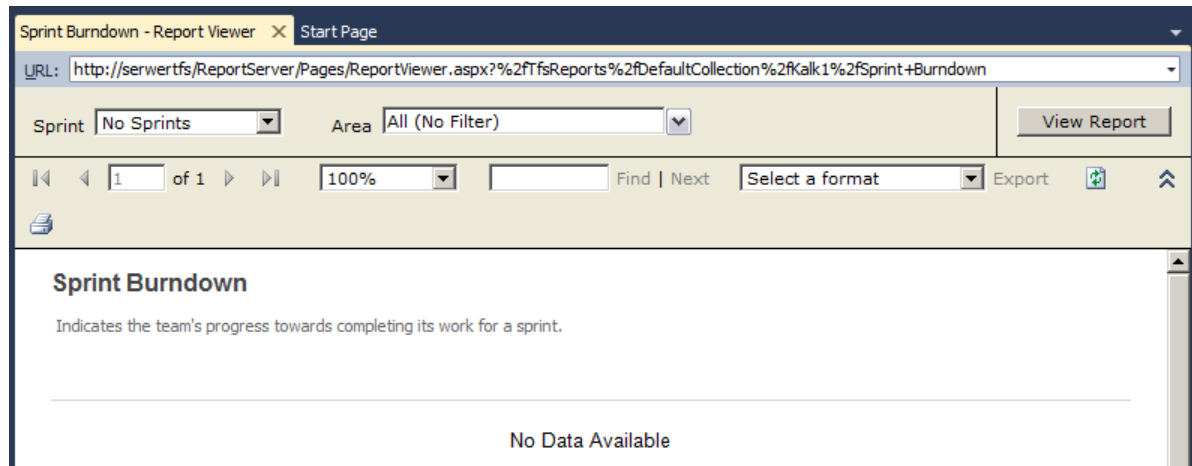 Sprint Burndown - Report Viewer X Start Page
URL: http://serwertfs/ReportServer/Pages/ReportViewer.aspx?%2fTfsReports%2fDefaultCollection%2fKalk1%2fSprint+Burndown
Sprint No Sprints Area All (No Filter) View Report
1 of 1 100% Find | Next Select a format Export
Sprint Burndown
Indicates the team's progress towards completing its work for a sprint.
No Data Available